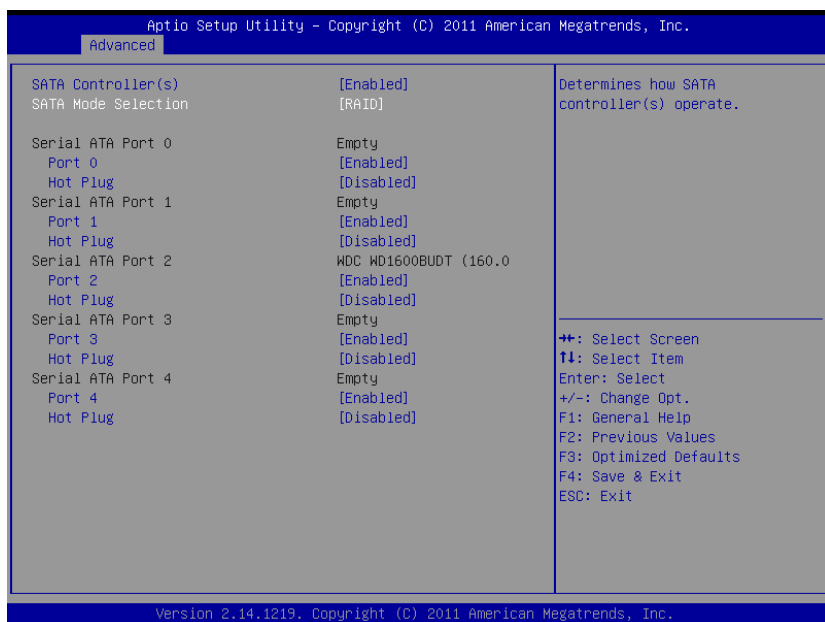 Aptio Setup Utility – Copyright (C) 2011 American Megatrends, Inc.
Advanced
SATA Controller(s) [Enabled]
SATA Mode Selection [RAID]
Serial ATA Port 0 Empty
Port 0 [Enabled]
Hot Plug [Disabled]
Serial ATA Port 1 Empty
Port 1 [Enabled]
Hot Plug [Disabled]
Serial ATA Port 2 WDC WD1600BUDT (160.0
Port 2 [Enabled]
Hot Plug [Disabled]
Serial ATA Port 3 Empty
Port 3 [Enabled]
Hot Plug [Disabled]
Serial ATA Port 4 Empty
Port 4 [Enabled]
Hot Plug [Disabled]
Determines how SATA
controller(s) operate.
→←: Select Screen
↑↓: Select Item
Enter: Select
+/-: Change Opt.
F1: General Help
F2: Previous Values
F3: Optimized Defaults
F4: Save & Exit
ESC: Exit
Version 2.14.1219. Copyright (C) 2011 American Megatrends, Inc.